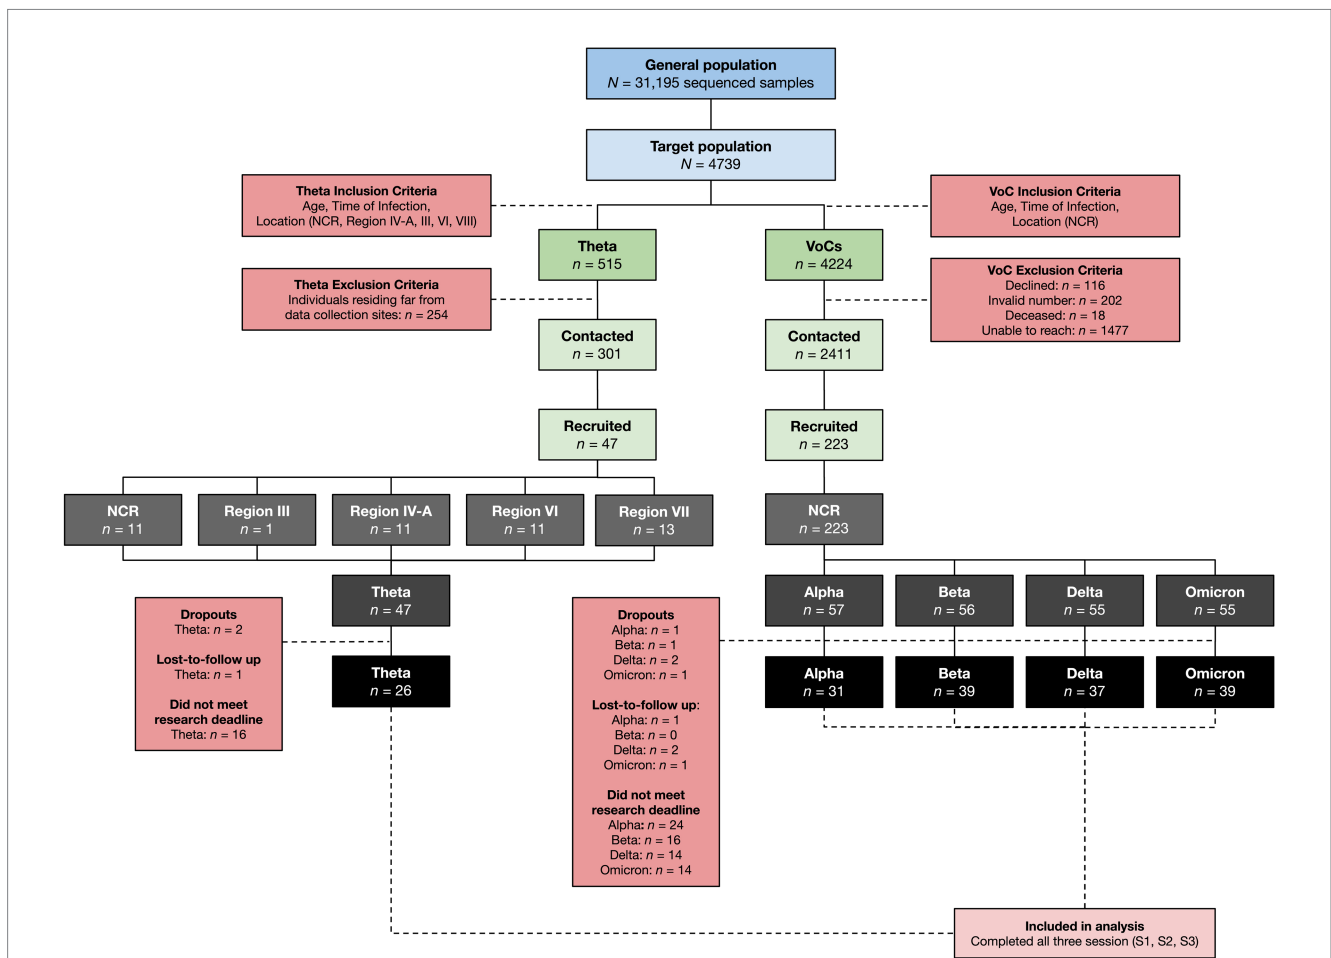 General population
N = 31,195 sequenced samples
Target population
N = 4739
Theta Inclusion Criteria
Age, Time of Infection,
Location (NCR, Region IV-A, III, VI, VIII)
VoC Inclusion Criteria
Age, Time of Infection,
Location (NCR)
Theta
n = 515
VoCs
n = 4224
Theta Exclusion Criteria
Individuals residing far from
data collection sites: n = 254
VoC Exclusion Criteria
Declined: n = 116
Invalid number: n = 202
Deceased: n = 18
Unable to reach: n = 1477
Contacted
n = 301
Contacted
n = 2411
Recruited
n = 47
Recruited
n = 223
NCR
n = 11
Region III
n = 1
Region IV-A
n = 11
Region VI
n = 11
Region VII
n = 13
NCR
n = 223
Theta
n = 47
Alpha
n = 57
Beta
n = 56
Delta
n = 55
Omicron
n = 55
Dropouts
Theta: n = 2
Lost-to-follow up
Theta: n = 1
Did not meet
research deadline
Theta: n = 16
Theta
n = 26
Dropouts
Alpha: n = 1
Beta: n = 1
Delta: n = 2
Omicron: n = 1
Lost-to-follow up:
Alpha: n = 1
Beta: n = 0
Delta: n = 2
Omicron: n = 1
Did not meet
research deadline
Alpha: n = 24
Beta: n = 16
Delta: n = 14
Omicron: n = 14
Alpha
n = 31
Beta
n = 39
Delta
n = 37
Omicron
n = 39
Included in analysis
Completed all three session (S1, S2, S3)